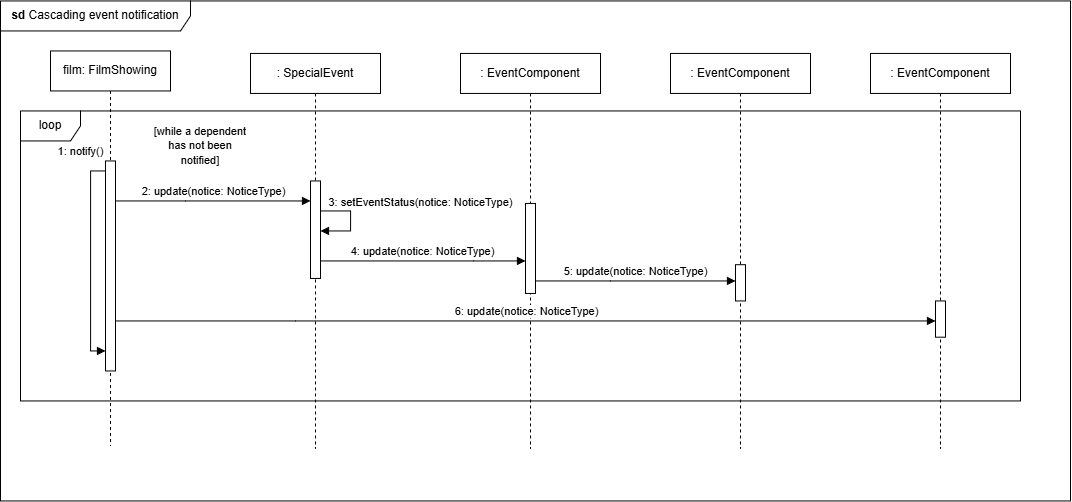 sd Cascading event notification
film: FilmShowing
: SpecialEvent
: EventComponent
: EventComponent
: EventComponent
loop
[while a dependent
has not been
notified]
1: notify()
2: update(notice: NoticeType)
3: setEventStatus(notice: NoticeType)
4: update(notice: NoticeType)
5: update(notice: NoticeType)
6: update(notice: NoticeType)